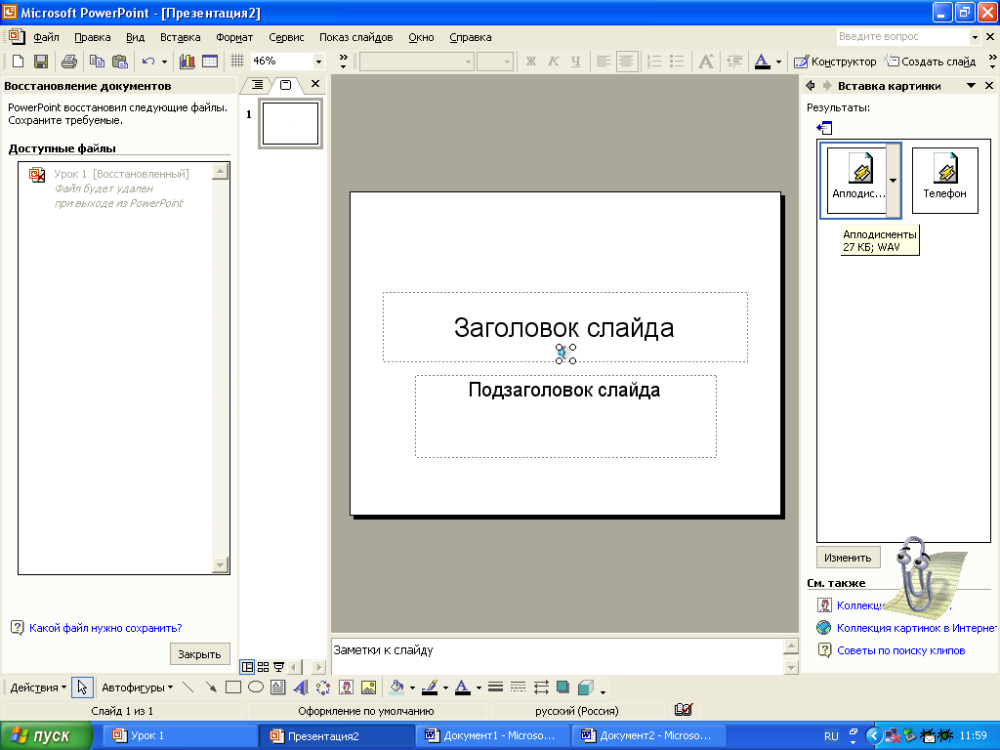 Microsoft PowerPoint - [Презентация2]
Файл Правка Вид Вставка Формат Сервис Показ слайдов Окно Справка Введите вопрос
46% Ж К Ч Конструктор Создать слайд
Восстановление документов
PowerPoint восстановил следующие файлы.
Сохраните требуемые.
Доступные файлы
Урок 1 [Восстановленный]
Файл будет удален
при выходе из PowerPoint
Какой файл нужно сохранить?
Закрыть
1
Заголовок слайда
Подзаголовок слайда
Заметки к слайду
Вставка картинки
Результаты:
Аплодис...
Телефон
Аплодисменты
27 КБ; WAV
Изменить
См. также
Коллекц
Коллекция картинок в Интернет
Советы по поиску клипов
Действия Автофигуры
Слайд 1 из 1 Оформление по умолчанию русский (Россия)
пуск Урок 1 Презентация2 Документ1 - Microso... Документ2 - Microso... RU 11:59